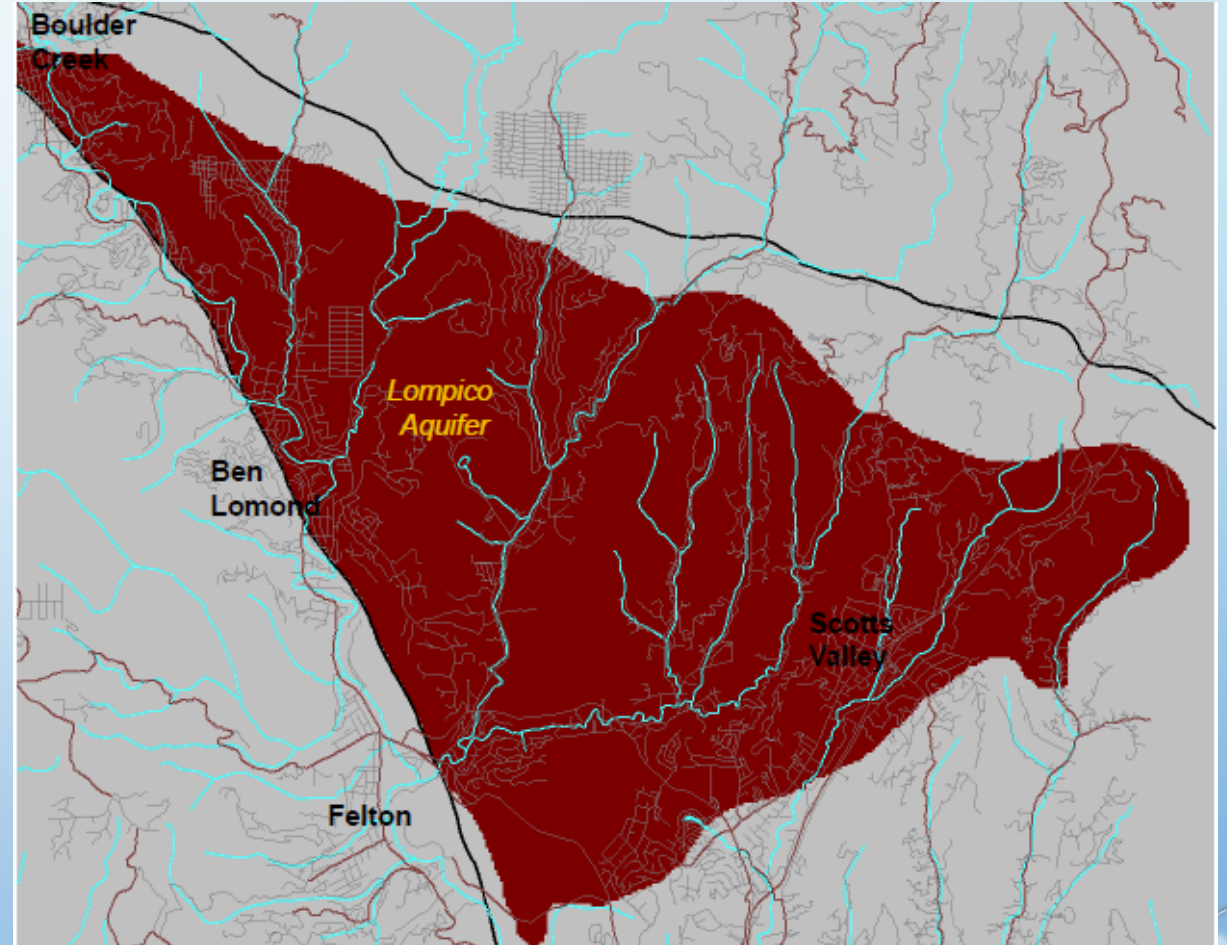 Boulder
Creek
Lompico
Aquifer
Ben
Lomond
Scotts
Valley
Felton